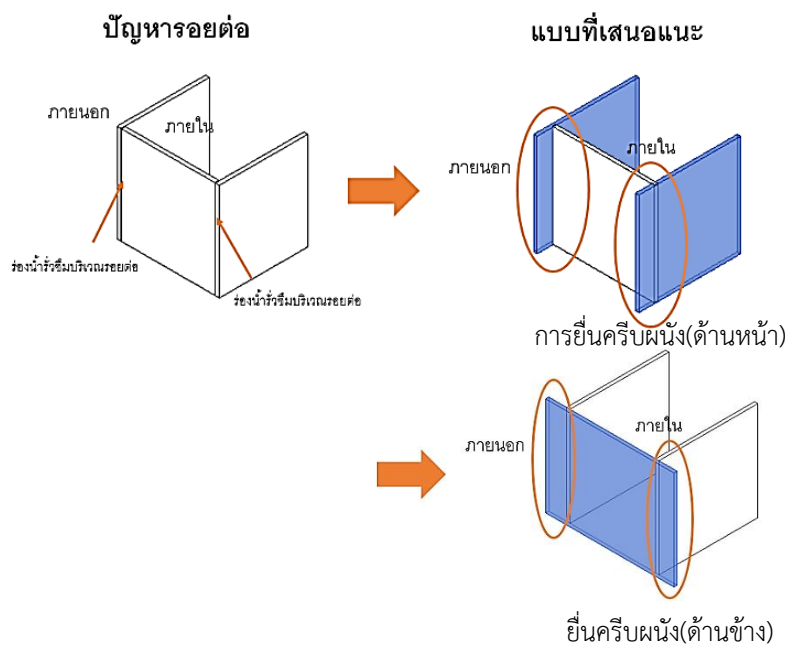 ปัญหารอยต่อ
แบบที่เสนอแนะ
ภายนอก
ภายใน
ร่องน้ำรั่วซึมบริเวณรอยต่อ
ร่องน้ำรั่วซึมบริเวณรอยต่อ
ภายนอก
ภายใน
การยื่นครีบผนัง(ด้านหน้า)
ภายนอก
ภายใน
ยื่นครีบผนัง(ด้านข้าง)